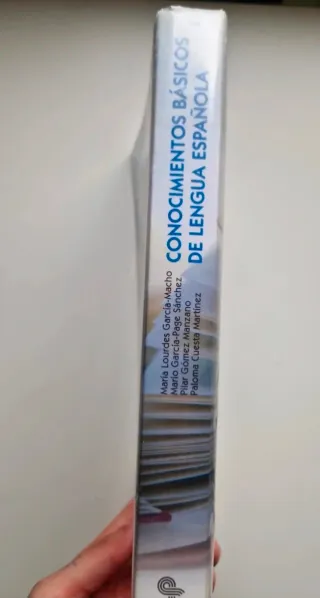 CONOCIMIENTOS BÁSICOS
DE LENGUA ESPAÑOLA
María Lourdes García-Macho
Mario García-Page Sánchez
Pilar Gómez Manzano
Paloma Cuesta Martínez